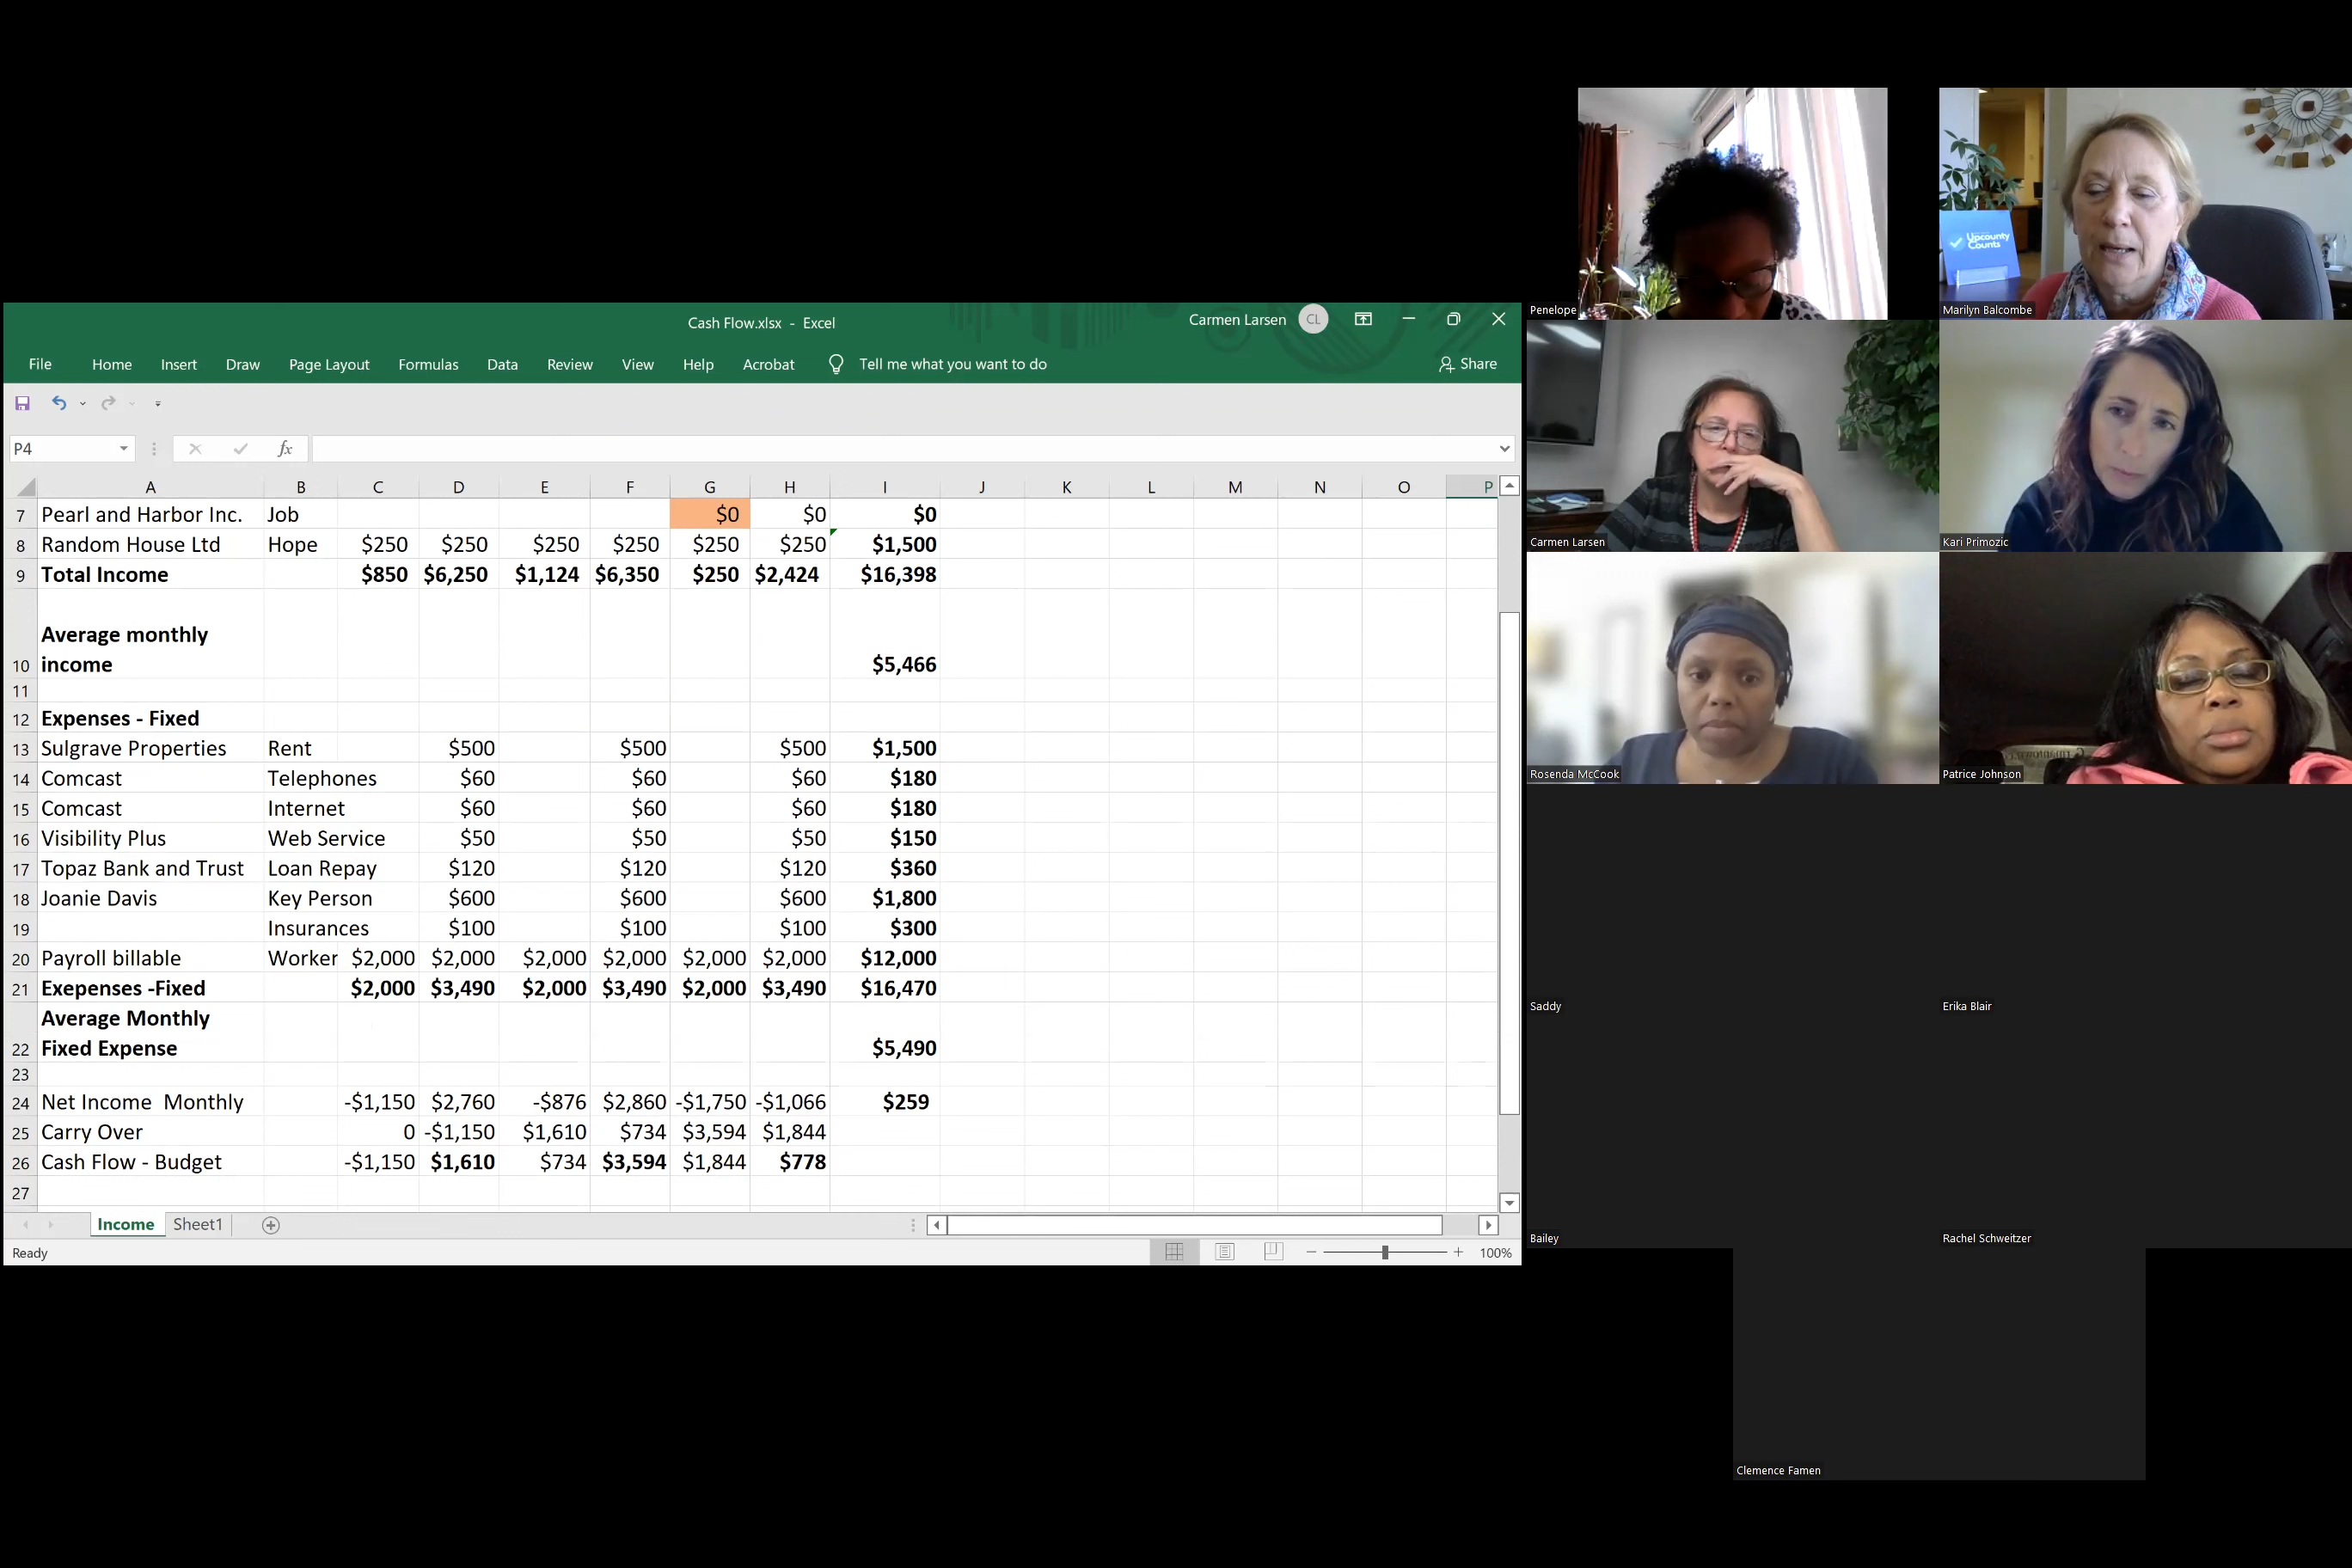 Cash Flow.xlsx - Excel
Carmen Larsen CL
File Home Insert Draw Page Layout Formulas Data Review View Help Acrobat Tell me what you want to do Share
P4 fx
A B C D E F G H I J K L M N O P
7 Pearl and Harbor Inc. Job $0 $0 $0
8 Random House Ltd Hope $250 $250 $250 $250 $250 $250 $1,500
9 Total Income $850 $6,250 $1,124 $6,350 $250 $2,424 $16,398
Average monthly
10 income $5,466
11
12 Expenses - Fixed
13 Sulgrave Properties Rent $500 $500 $500 $1,500
14 Comcast Telephones $60 $60 $60 $180
15 Comcast Internet $60 $60 $60 $180
16 Visibility Plus Web Service $50 $50 $50 $150
17 Topaz Bank and Trust Loan Repay $120 $120 $120 $360
18 Joanie Davis Key Person $600 $600 $600 $1,800
19 Insurances $100 $100 $100 $300
20 Payroll billable Worker $2,000 $2,000 $2,000 $2,000 $2,000 $2,000 $12,000
21 Exepenses -Fixed $2,000 $3,490 $2,000 $3,490 $2,000 $3,490 $16,470
Average Monthly
22 Fixed Expense $5,490
23
24 Net Income Monthly -$1,150 $2,760 -$876 $2,860 -$1,750 -$1,066 $259
25 Carry Over 0 -$1,150 $1,610 $734 $3,594 $1,844
26 Cash Flow - Budget -$1,150 $1,610 $734 $3,594 $1,844 $778
27
Income Sheet1
Ready 100%
Upcounty
Counts
Penelope
Marilyn Balcombe
Carmen Larsen
Kari Primozic
Rosenda McCook
Patrice Johnson
Saddy
Erika Blair
Bailey
Rachel Schweitzer
Clemence Famen